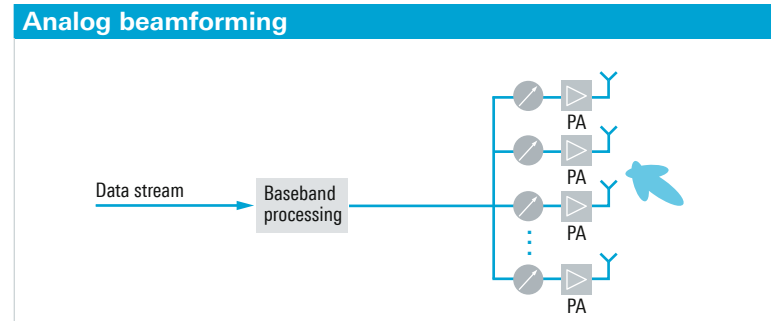 Analog beamforming
PA
PA
Data stream
Baseband
processing
PA
PA